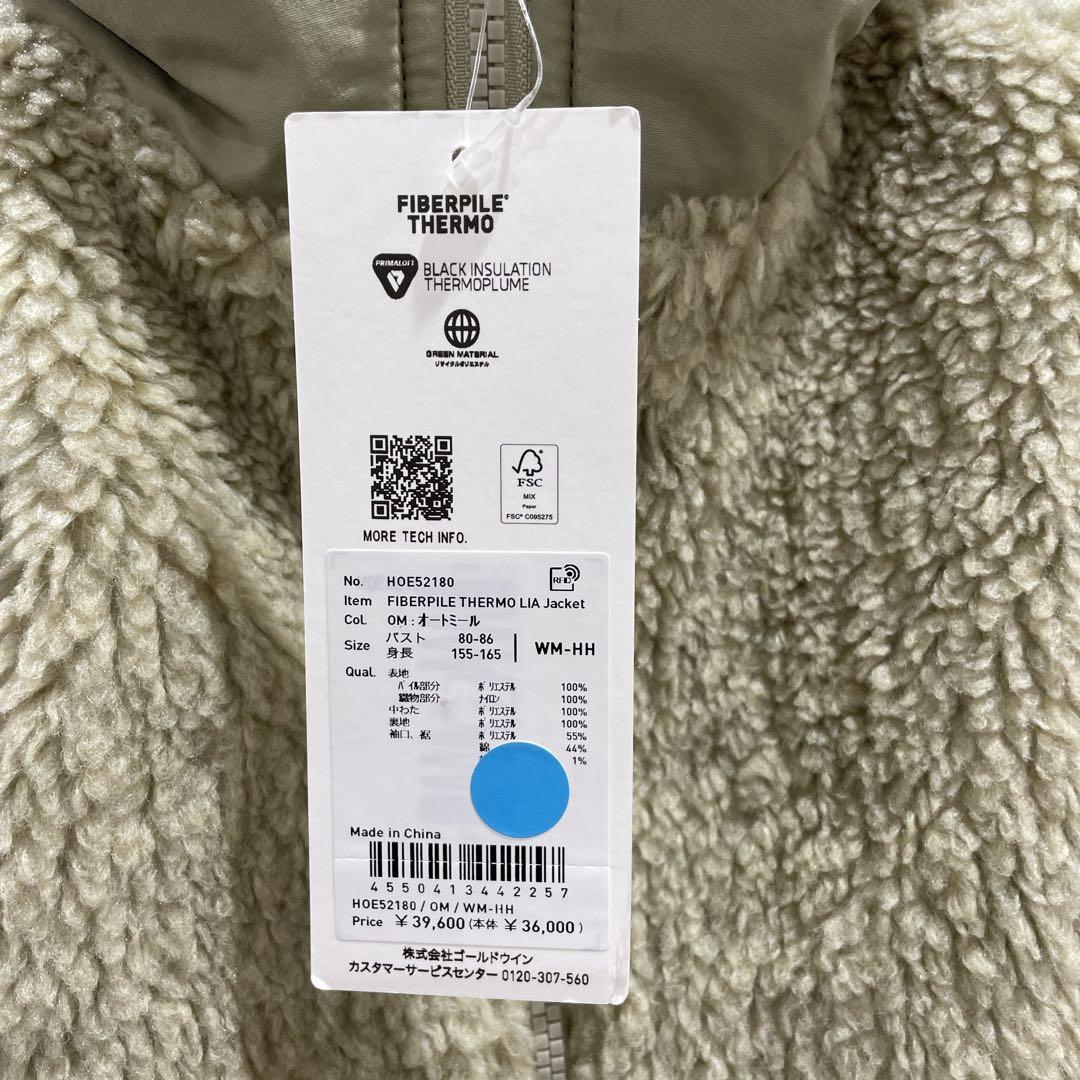 FIBERPILE®
THERMO
PRIMALOFT
BLACK INSULATION
THERMOPLUME
GREEN MATERIAL
リサイクルポリエステル
FSC
MIX
Paper
FSC® C095275
MORE TECH INFO.
No. HOE52180
RFID
Item FIBERPILE THERMO LIA Jacket
Col. OM : オートミール
Size バスト 80-86
身長 155-165 | WM-HH
Qual. 表地
パイル部分 ポリエステル 100%
織物部分 ナイロン 100%
中わた ポリエステル 100%
裏地 ポリエステル 100%
袖口、裾 ポリエステル 55%
綿 44%
1%
Made in China
4550413442257
HOE52180 / OM / WM-HH
Price ¥ 39,600 (本体 ¥ 36,000 )
株式会社ゴールドウイン
カスタマーサービスセンター 0120-307-560